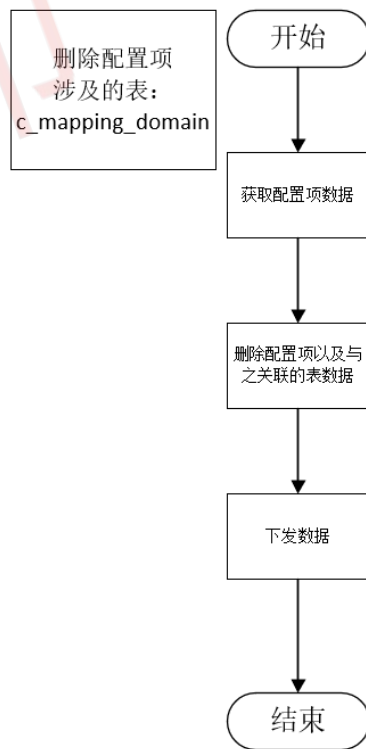 删除配置项
涉及的表：
c_mapping_domain
开始
获取配置项数据
删除配置项以及与
之关联的表数据
下发数据
结束